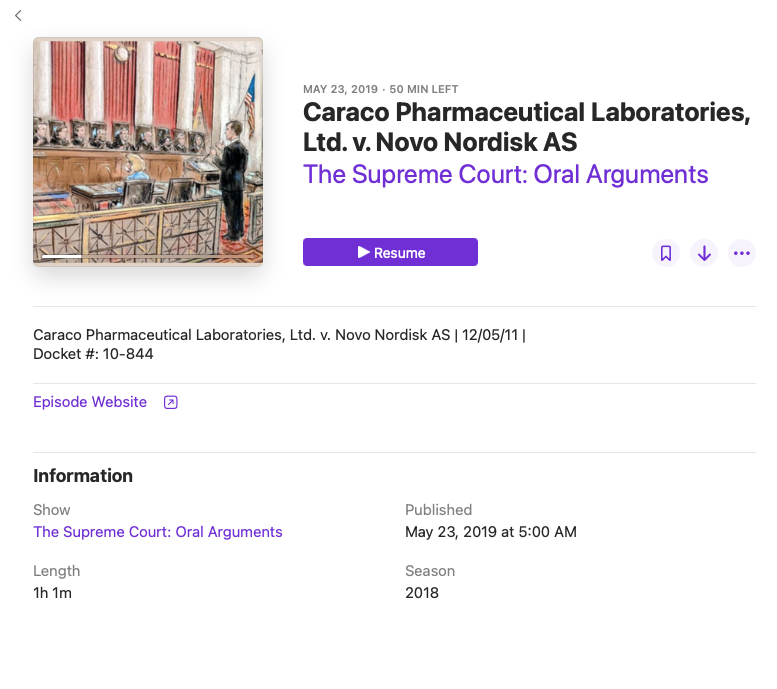 MAY 23, 2019 · 50 MIN LEFT
Caraco Pharmaceutical Laboratories,
Ltd. v. Novo Nordisk AS
The Supreme Court: Oral Arguments
Resume
Caraco Pharmaceutical Laboratories, Ltd. v. Novo Nordisk AS | 12/05/11 |
Docket #: 10-844
Episode Website
Information
Show
The Supreme Court: Oral Arguments
Published
May 23, 2019 at 5:00 AM
Length
1h 1m
Season
2018